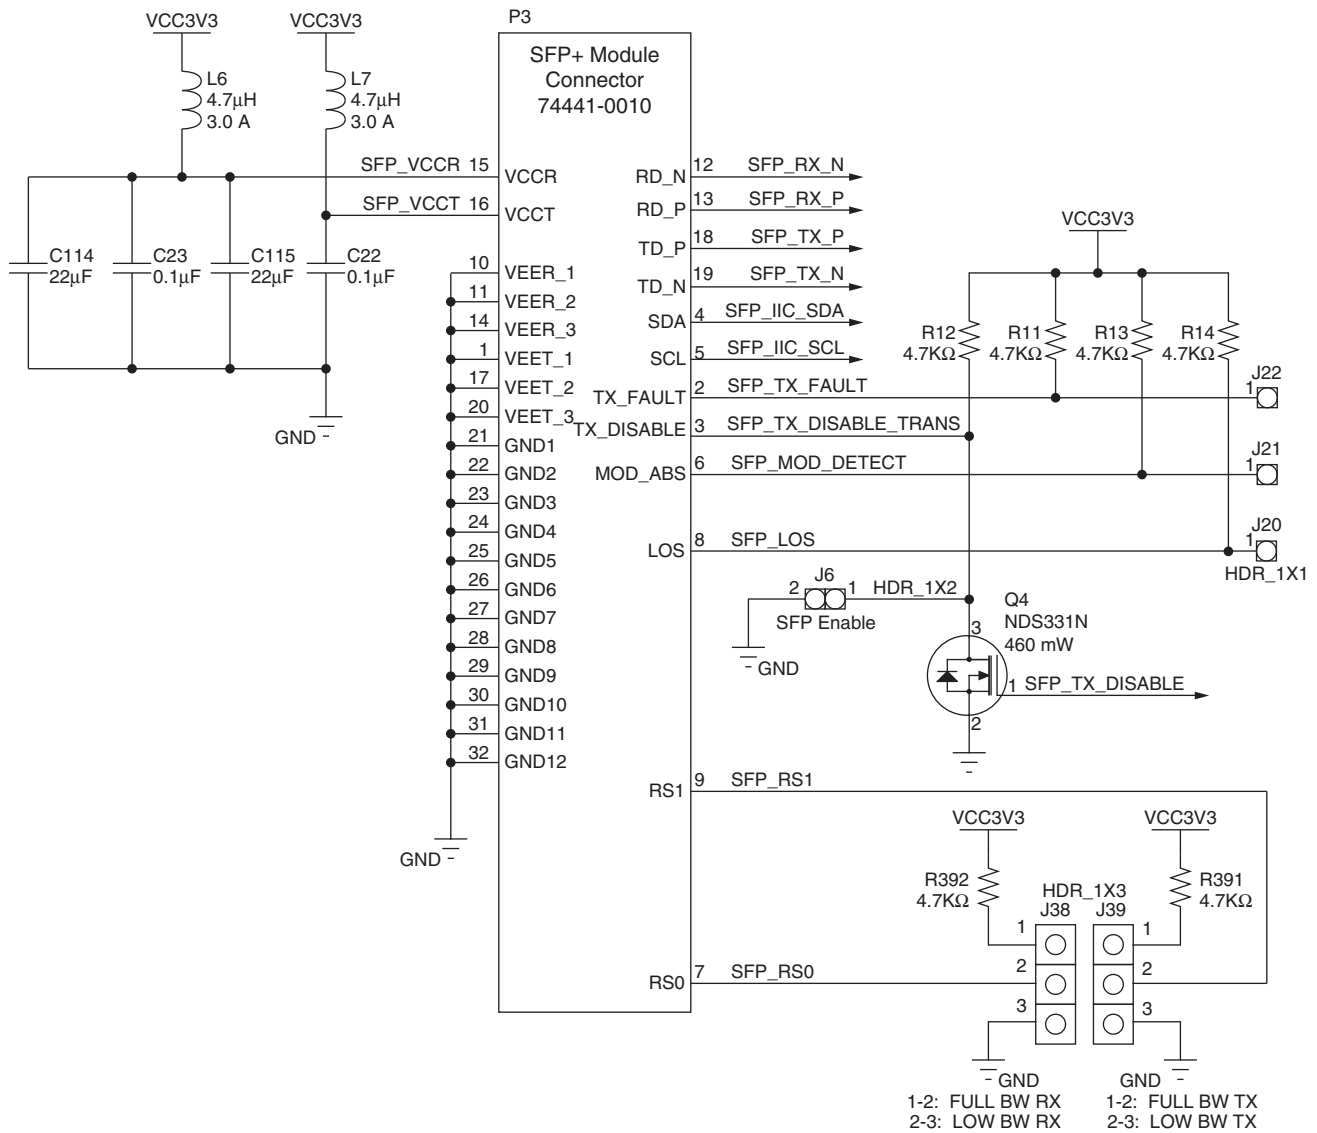 VCC3V3
VCC3V3
P3
L6
4.7µH
3.0 A
L7
4.7µH
3.0 A
SFP+ Module
Connector
74441-0010
SFP_VCCR 15 VCCR
SFP_VCCT 16 VCCT
C114
22µF
C23
0.1µF
C115
22µF
C22
0.1µF
GND
10 VEER_1
11 VEER_2
14 VEER_3
1 VEET_1
17 VEET_2
20 VEET_3
21 GND1
22 GND2
23 GND3
24 GND4
25 GND5
26 GND6
27 GND7
28 GND8
29 GND9
30 GND10
31 GND11
32 GND12
GND
RD_N 12 SFP_RX_N
RD_P 13 SFP_RX_P
TD_P 18 SFP_TX_P
TD_N 19 SFP_TX_N
SDA 4 SFP_IIC_SDA
SCL 5 SFP_IIC_SCL
TX_FAULT 2 SFP_TX_FAULT
TX_DISABLE 3 SFP_TX_DISABLE_TRANS
MOD_ABS 6 SFP_MOD_DETECT
LOS 8 SFP_LOS
VCC3V3
R12
4.7KΩ
R11
4.7KΩ
R13
4.7KΩ
R14
4.7KΩ
J22
1
J21
1
J20
1
HDR_1X1
J6
2 1 HDR_1X2
SFP Enable
GND
Q4
NDS331N
460 mW
3
1 SFP_TX_DISABLE
2
RS1 9 SFP_RS1
VCC3V3
VCC3V3
R392
4.7KΩ
R391
4.7KΩ
HDR_1X3
J38 J39
1 1
2 2
3 3
RS0 7 SFP_RS0
GND
GND
1-2: FULL BW RX
2-3: LOW BW RX
1-2: FULL BW TX
2-3: LOW BW TX